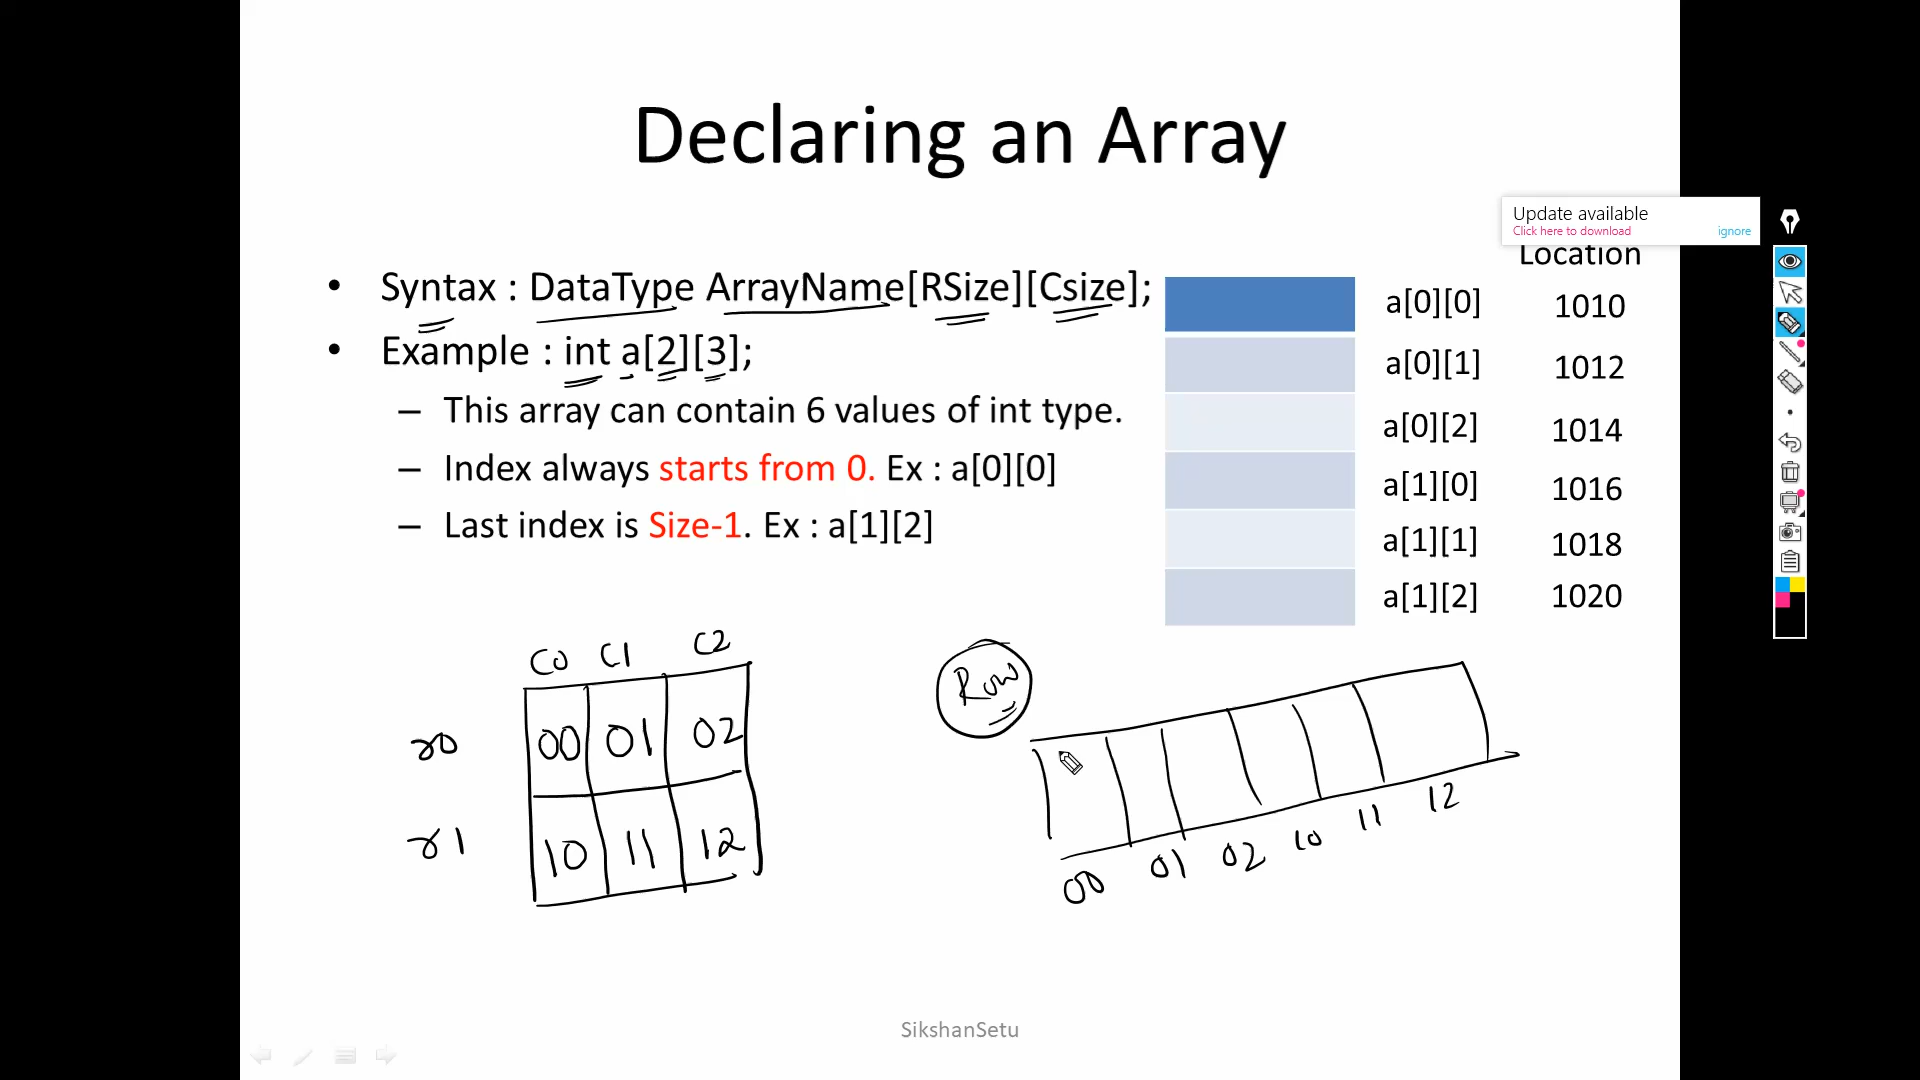 Declaring an Array
Update available
Click here to download ignore
Location
• Syntax : DataType ArrayName[RSize][Csize];
• Example : int a[2][3];
– This array can contain 6 values of int type.
– Index always starts from 0. Ex : a[0][0]
– Last index is Size-1. Ex : a[1][2]
a[0][0] 1010
a[0][1] 1012
a[0][2] 1014
a[1][0] 1016
a[1][1] 1018
a[1][2] 1020
C0 C1 C2
r0 00 01 02
r1 10 11 12
Row
00 01 02 10 11 12
SikshanSetu